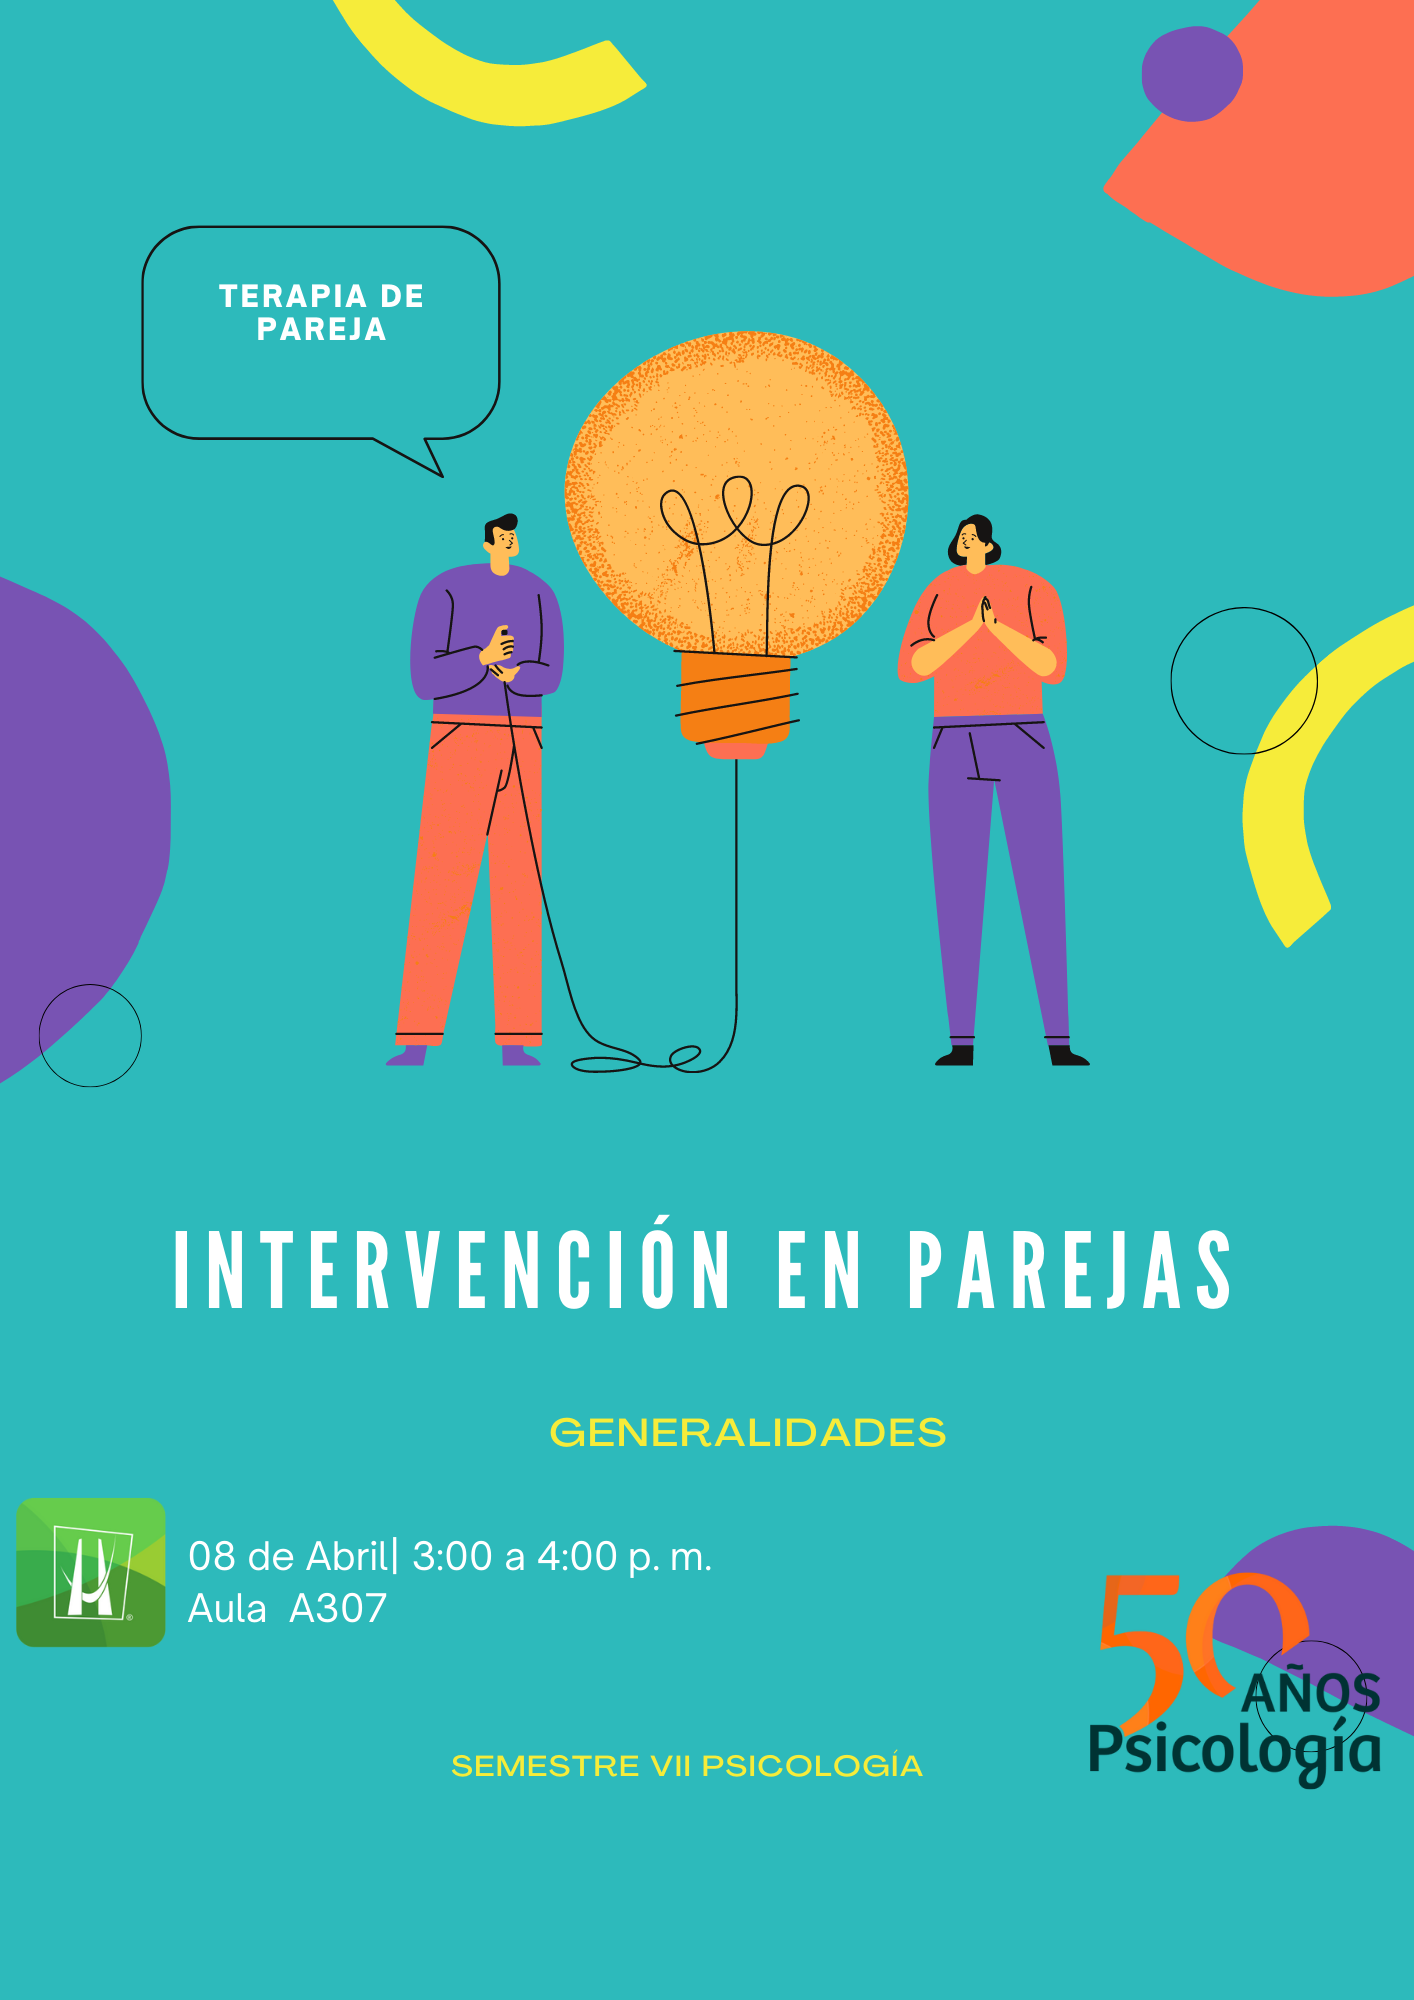 TERAPIA DE
PAREJA
INTERVENCIÓN EN PAREJAS
GENERALIDADES
08 de Abril| 3:00 a 4:00 p. m.
Aula A307
50
AÑOS
Psicología
SEMESTRE VII PSICOLOGÍA